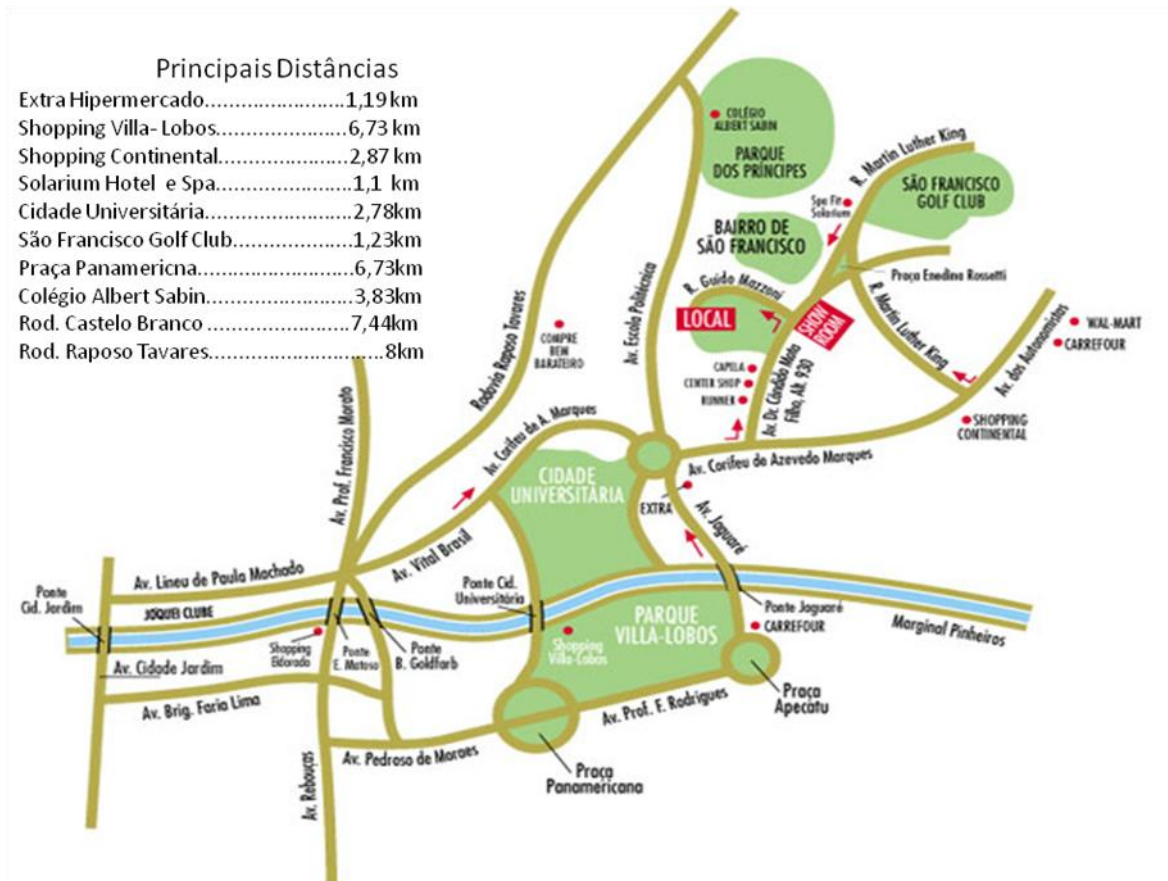 Principais Distâncias
Extra Hipermercado........................1,19 km
Shopping Villa- Lobos......................6,73 km
Shopping Continental......................2,87 km
Solarium Hotel e Spa......................1,1 km
Cidade Universitária.......................2,78km
São Francisco Golf Club..................1,23km
Praça Panamericna.........................6,73km
Colégio Albert Sabin.......................3,83km
Rod. Castelo Branco.......................7,44km
Rod. Raposo Tavares............................8km
COLÉGIO
ALBERT SABIN
PARQUE
DOS PRÍNCIPES
R. Martin Luther King
SÃO FRANCISCO
GOLF CLUB
Spa Fit
Solarium
BAIRRO DE
SÃO FRANCISCO
Praça Enedina Rossetti
R. Guido Mazzoni
LOCAL
SHOW
ROOM
R. Martin Luther King
Av. dos Autonomistas
WAL-MART
CARREFOUR
Rodovia Raposo Tavares
COMPRE
BEM
BARATEIRO
Av. Escola Politécnica
CAPELA
CENTER SHOP
RUNNER
Av. Dr. Cândido Mota
Filho, Alt. 930
SHOPPING
CONTINENTAL
Av. Prof. Francisco Morato
Av. Corifeu de A. Marques
Av. Corifeu de Azevedo Marques
CIDADE
UNIVERSITÁRIA
EXTRA
Av. Jaguaré
Av. Vital Brasil
Av. Lineu de Paula Machado
Ponte
Cid. Jardim
JÓQUEI CLUBE
Ponte Cid.
Universitária
PARQUE
VILLA-LOBOS
Ponte Jaguaré
CARREFOUR
Marginal Pinheiros
Shopping
Eldorado
Ponte
E. Matoso
Ponte
B. Goldfarb
Shopping
Villa-Lobos
Av. Cidade Jardim
Av. Brig. Faria Lima
Praça
Apecatu
Av. Prof. F. Rodrigues
Av. Pedroso de Moraes
Av. Rebouças
Praça
Panamericana